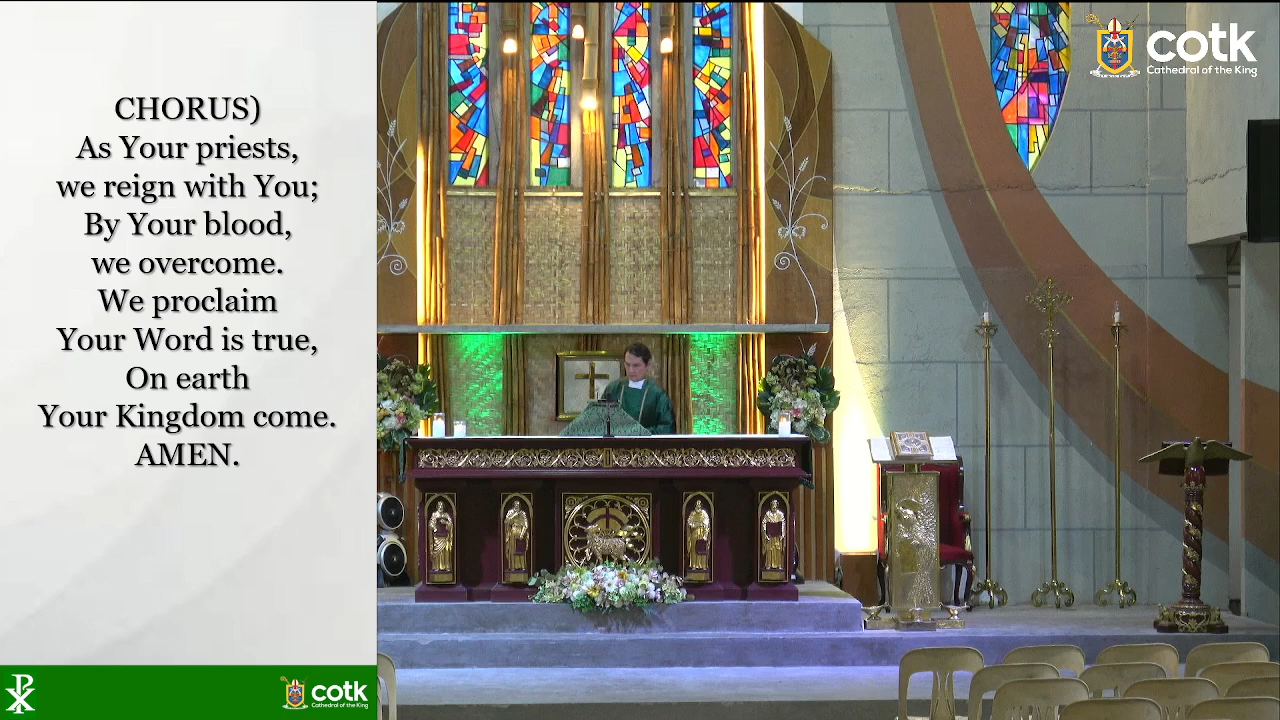 CHORUS)
As Your priests,
we reign with You;
By Your blood,
we overcome.
We proclaim
Your Word is true,
On earth
Your Kingdom come.
AMEN.
cotk
Cathedral of the King
cotk
Cathedral of the King